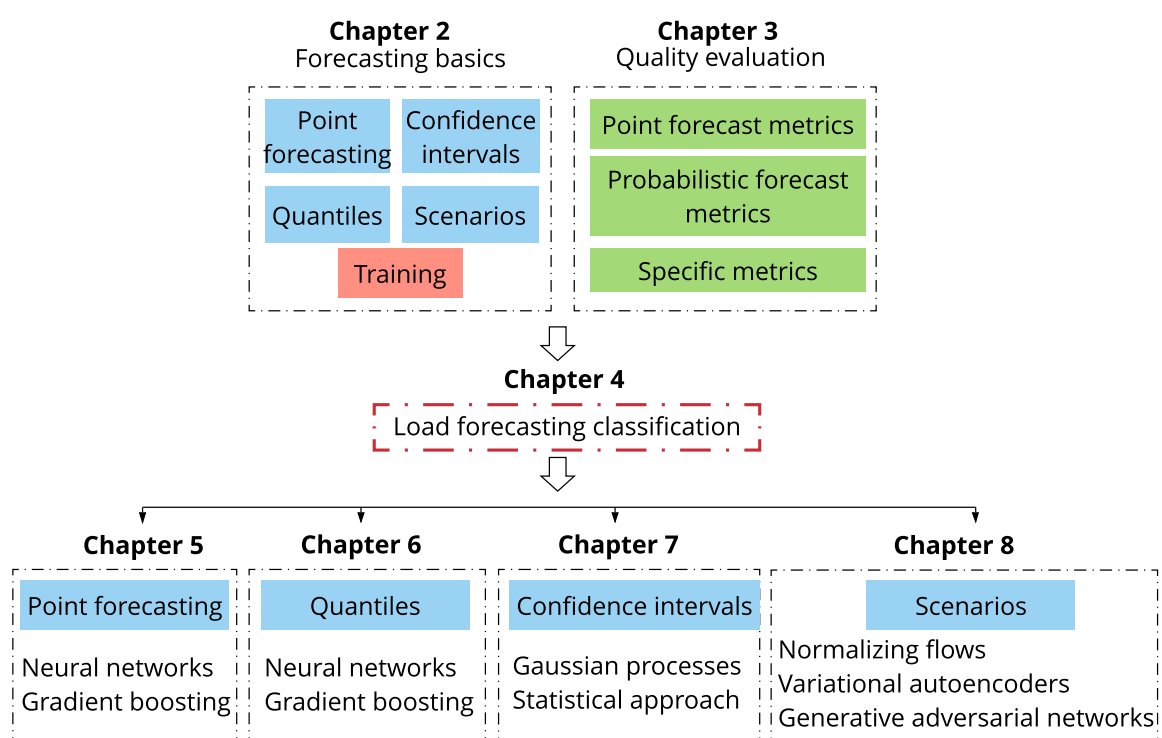 Chapter 2
Forecasting basics
Point
forecasting
Confidence
intervals
Quantiles
Scenarios
Training
Chapter 3
Quality evaluation
Point forecast metrics
Probabilistic forecast
metrics
Specific metrics
Chapter 4
Load forecasting classification
Chapter 5
Point forecasting
Neural networks
Gradient boosting
Chapter 6
Quantiles
Neural networks
Gradient boosting
Chapter 7
Confidence intervals
Gaussian processes
Statistical approach
Chapter 8
Scenarios
Normalizing flows
Variational autoencoders
Generative adversarial networks